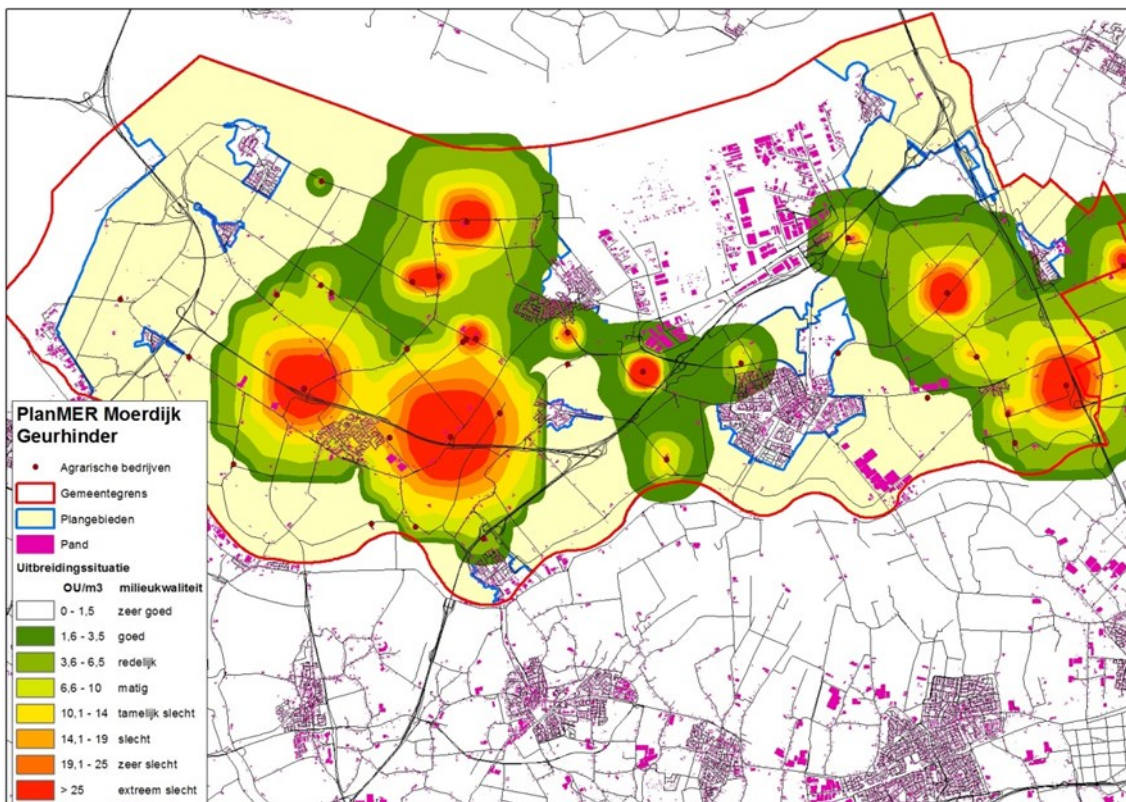 PlanMER Moerdijk
Geurhinder
Agrarische bedrijven
Gemeentegrens
Plangebieden
Pand
Uitbreidingssituatie
OU/m3 milieukwaliteit
0 - 1,5 zeer goed
1,6 - 3,5 goed
3,6 - 6,5 redelijk
6,6 - 10 matig
10,1 - 14 tamelijk slecht
14,1 - 19 slecht
19,1 - 25 zeer slecht
> 25 extreem slecht